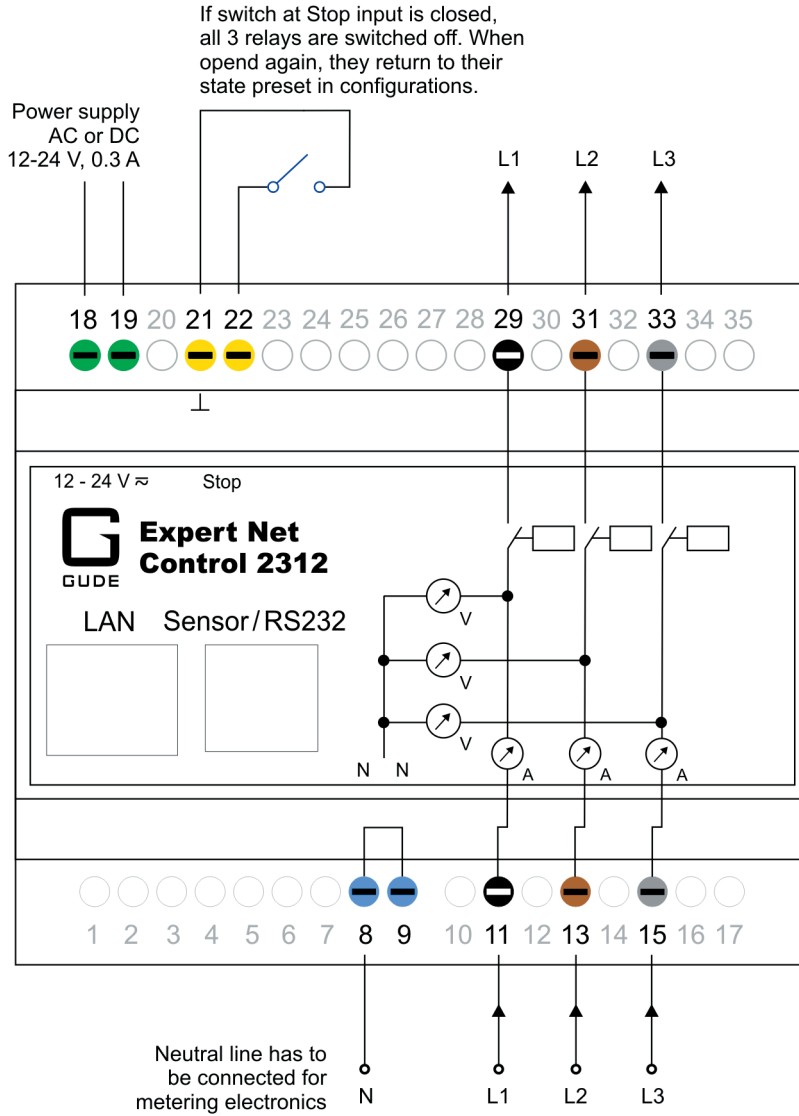 If switch at Stop input is closed,
all 3 relays are switched off. When
opend again, they return to their
state preset in configurations.
Power supply
AC or DC
12-24 V, 0.3 A
L1 L2 L3
18 19 20 21 22 23 24 25 26 27 28 29 30 31 32 33 34 35
12 - 24 V ⎓ Stop
GUDE
Expert Net
Control 2312
LAN Sensor/RS232
V
V
V
N N A A A
1 2 3 4 5 6 7 8 9 10 11 12 13 14 15 16 17
Neutral line has to
be connected for
metering electronics
N L1 L2 L3